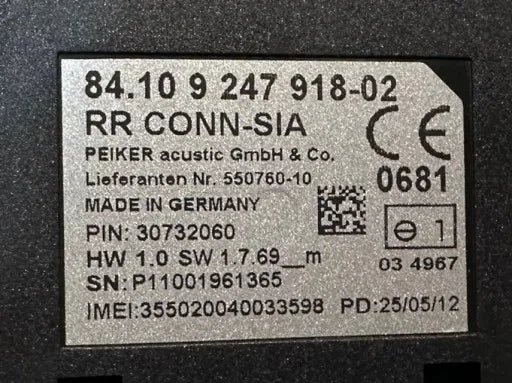 84.10 9 247 918-02
RR CONN-SIA
PEIKER acustic GmbH & Co.
Lieferanten Nr. 550760-10
MADE IN GERMANY
PIN: 30732060
HW 1.0 SW 1.7.69__m
SN: P11001961365
IMEI:355020040033598 PD:25/05/12
CE
0681
1
03 4967